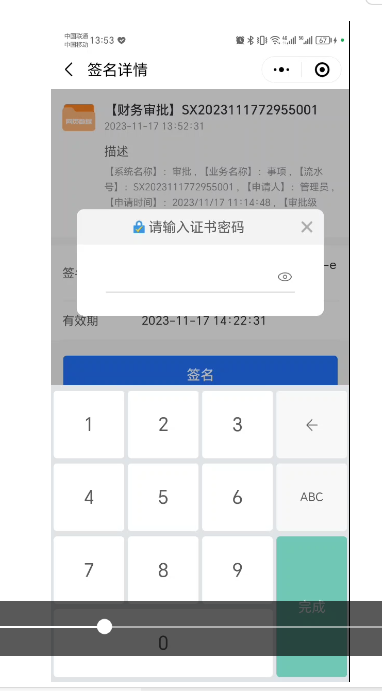 中国联通
中国移动
13:53
67
签名详情
【财务审批】SX2023111772955001
2023-11-17 13:52:31
描述
【系统名称】：审批，【业务名称】：事项，【流水
号】：SX2023111772955001，【申请人】：管理员，
【申请时间】：2023/11/17 11:14:48，【审批级
请输入证书密码
签
-e
有效期
2023-11-17 14:22:31
签名
1
2
3
4
5
6
ABC
7
8
9
完成
0